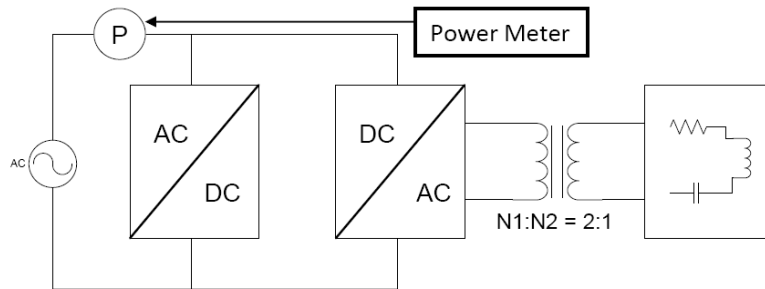 P
Power Meter
AC
AC
DC
DC
AC
N1:N2 = 2:1